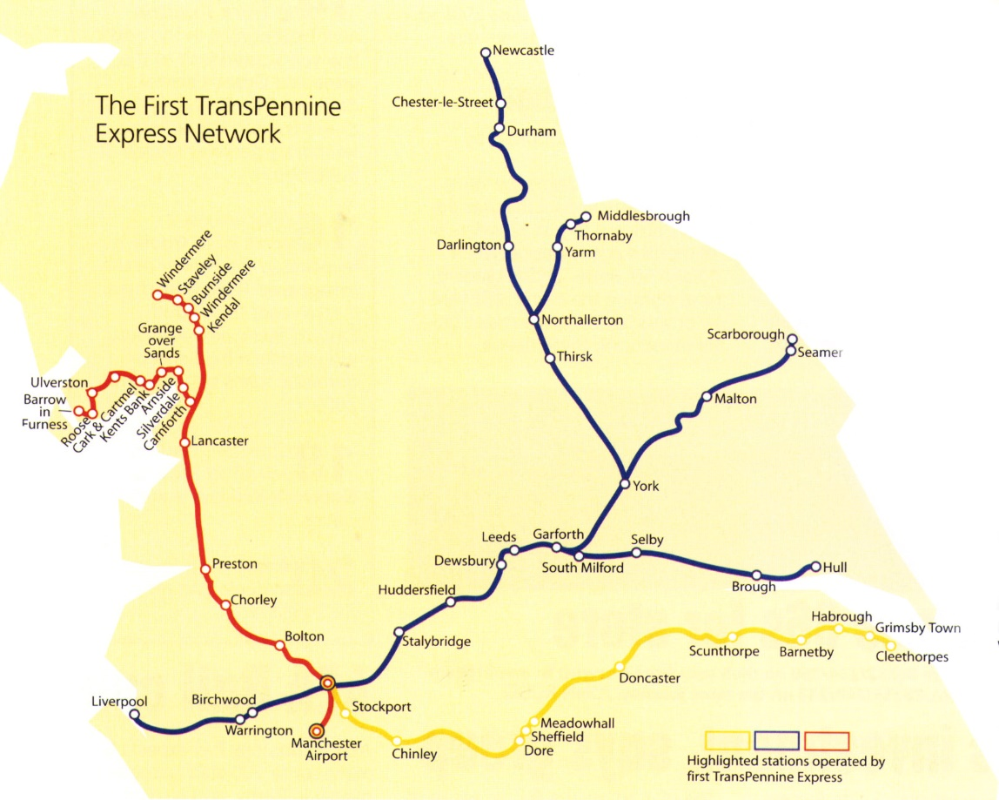 The First TransPennine
Express Network
Newcastle
Chester-le-Street
Durham
Middlesbrough
Thornaby
Darlington
Yarm
Northallerton
Thirsk
Scarborough
Seamer
Malton
York
Windermere
Staveley
Burnside
Windermere
Kendal
Grange
over
Sands
Ulverston
Barrow
in
Furness
Roose
Cark & Cartmel
Kents Bank
Arnside
Silverdale
Carnforth
Lancaster
Preston
Chorley
Bolton
Leeds
Garforth
Selby
Dewsbury
South Milford
Hull
Brough
Huddersfield
Stalybridge
Habrough
Grimsby Town
Scunthorpe
Barnetby
Cleethorpes
Doncaster
Liverpool
Birchwood
Warrington
Stockport
Manchester
Airport
Chinley
Meadowhall
Sheffield
Dore
Highlighted stations operated by
first TransPennine Express